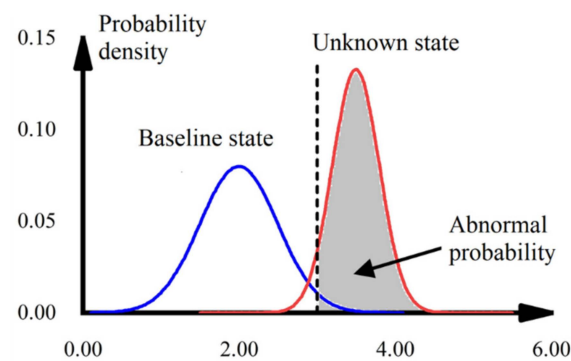 Probability
density
Unknown state
0.15
0.10
Baseline state
0.05
Abnormal
probability
0.00
0.00 2.00 4.00 6.00